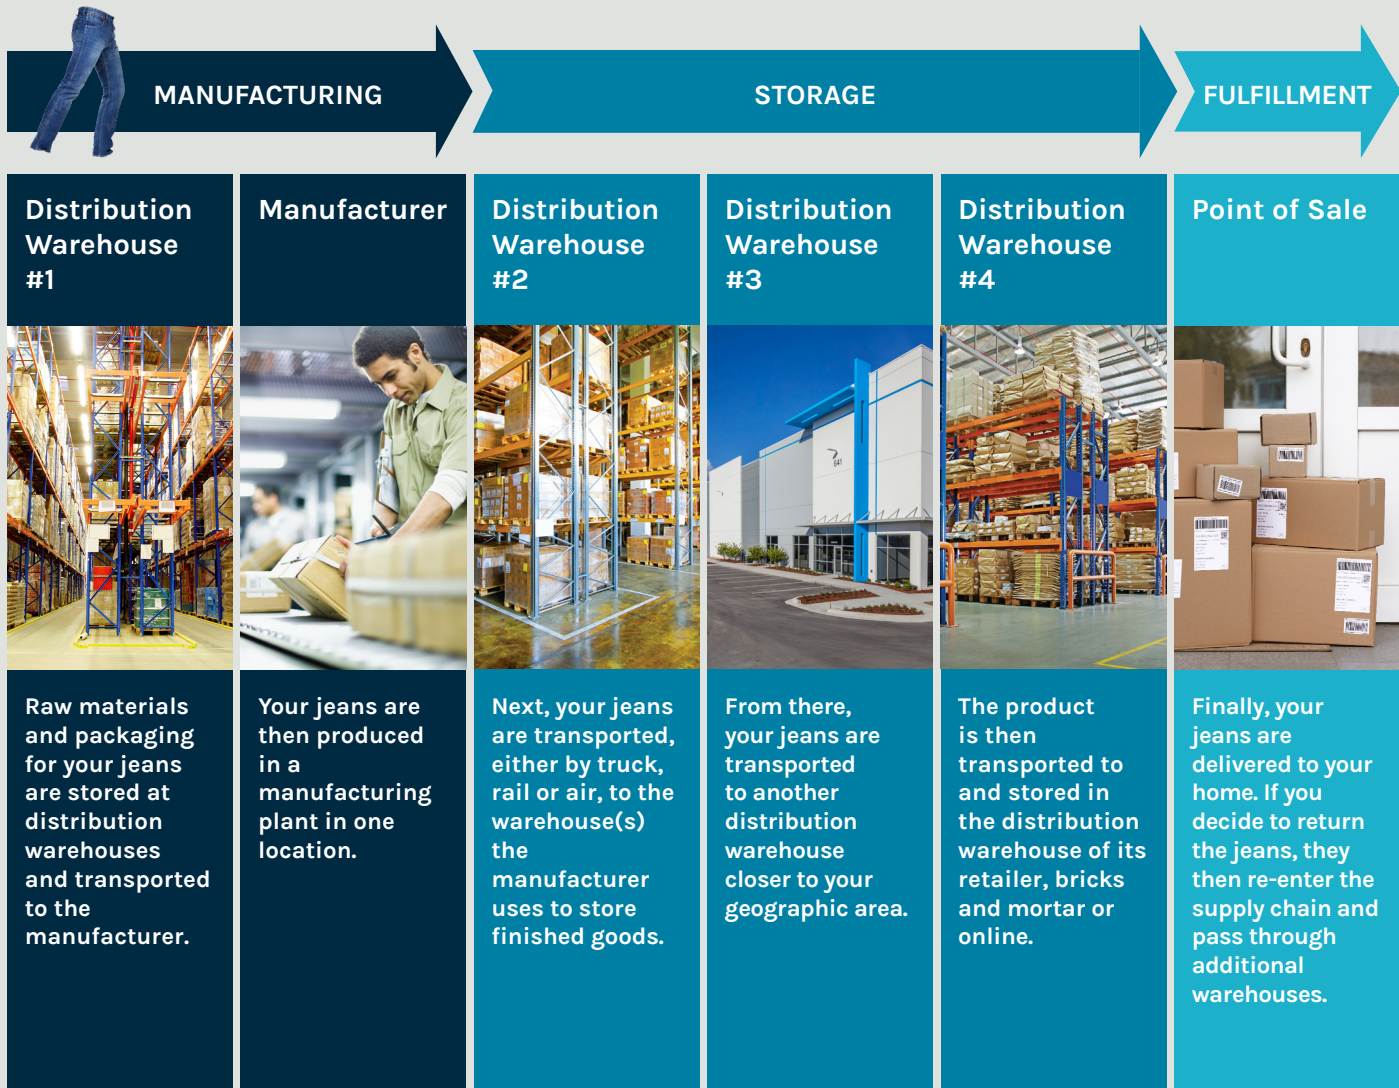 MANUFACTURING
STORAGE
FULFILLMENT
Distribution
Warehouse
#1
Raw materials
and packaging
for your jeans
are stored at
distribution
warehouses
and transported
to the
manufacturer.
Manufacturer
Your jeans are
then produced
in a
manufacturing
plant in one
location.
Distribution
Warehouse
#2
Next, your jeans
are transported,
either by truck,
rail or air, to the
warehouse(s)
the
manufacturer
uses to store
finished goods.
Distribution
Warehouse
#3
641
From there,
your jeans are
transported
to another
distribution
warehouse
closer to your
geographic area.
Distribution
Warehouse
#4
The product
is then
transported to
and stored in
the distribution
warehouse of its
retailer, bricks
and mortar or
online.
Point of Sale
Finally, your
jeans are
delivered to your
home. If you
decide to return
the jeans, they
then re-enter the
supply chain and
pass through
additional
warehouses.